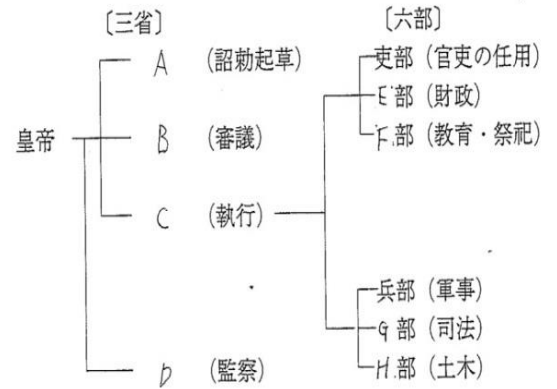 〔三省〕 〔六部〕
A (詔勅起草) 吏部 (官吏の任用)
E部 (財政)
皇帝 B (審議) F.部 (教育・祭祀)
C (執行)
兵部 (軍事)
G部 (司法)
D (監察) H.部 (土木)